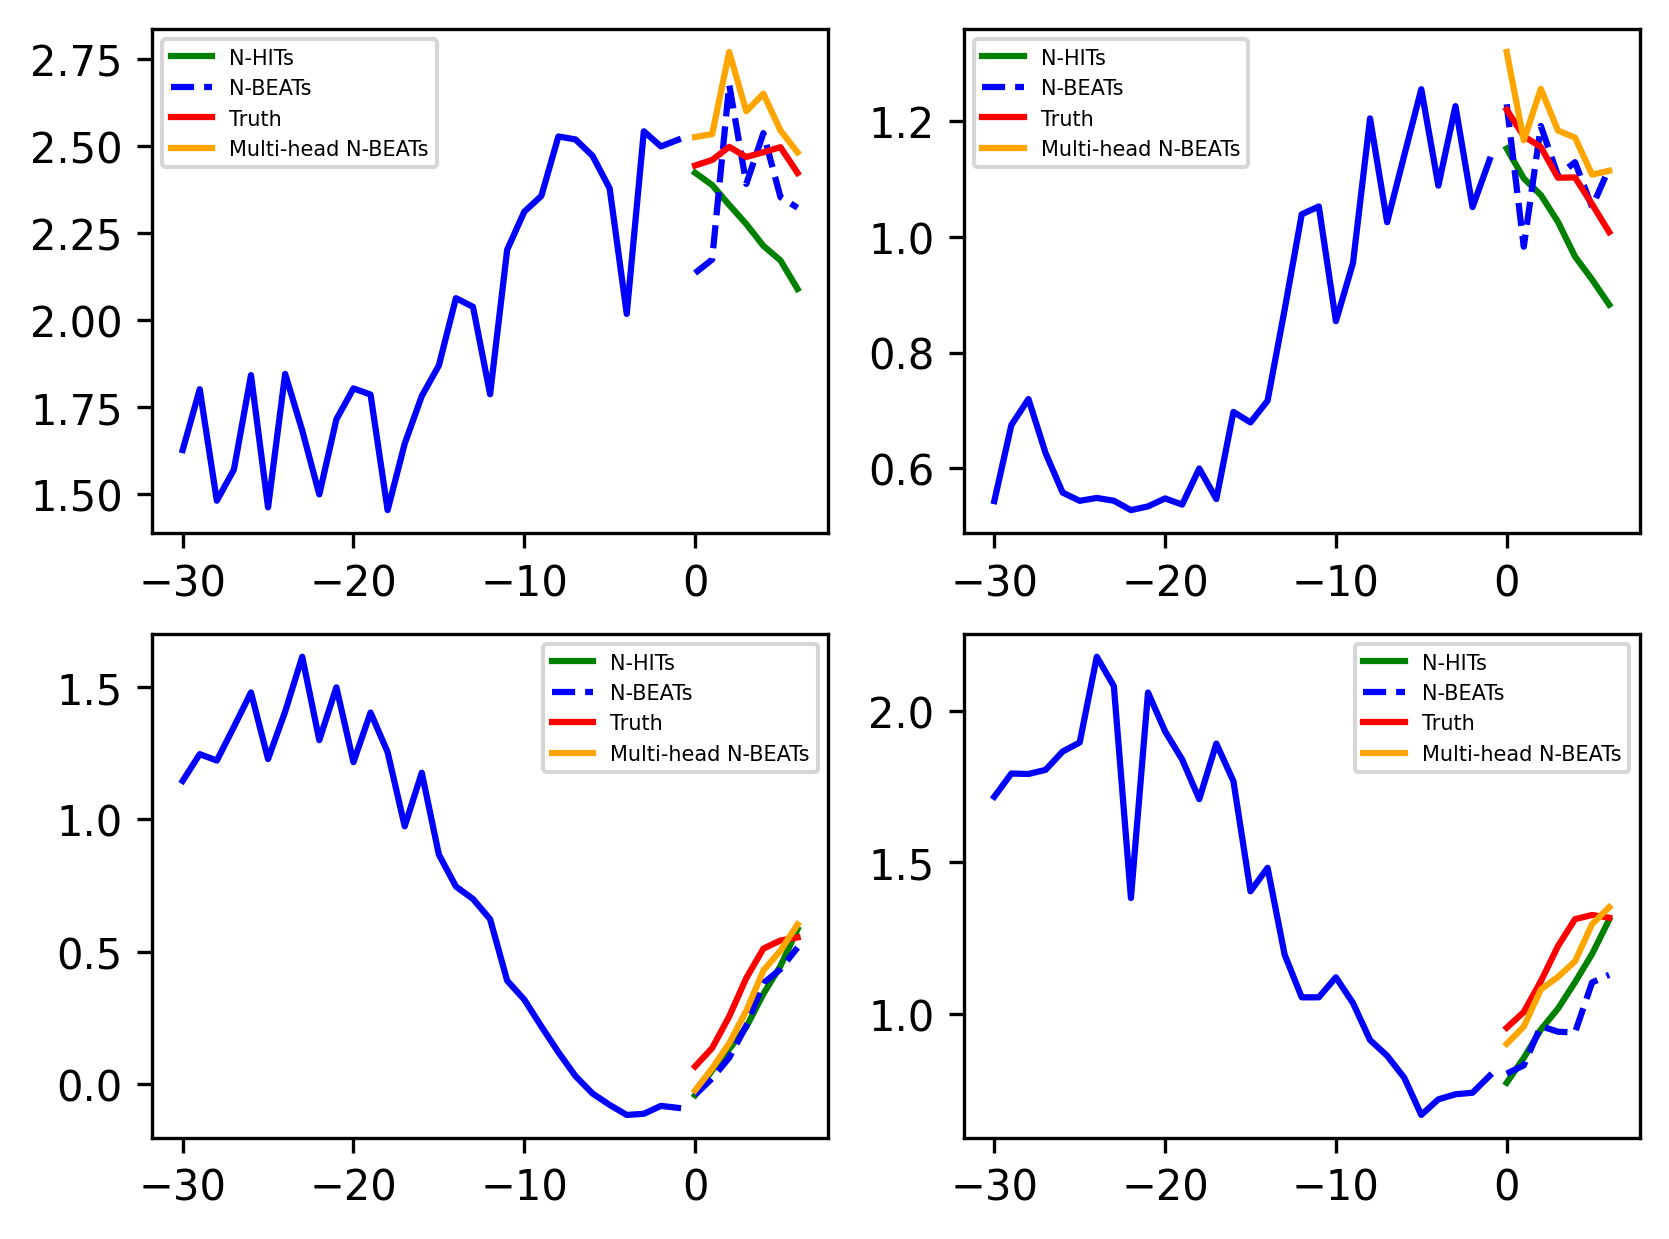 2.75
2.50
2.25
2.00
1.75
1.50
N-HITs
N-BEATs
Truth
Multi-head N-BEATs
−30 −20 −10 0
1.2
1.0
0.8
0.6
N-HITs
N-BEATs
Truth
Multi-head N-BEATs
−30 −20 −10 0
1.5
1.0
0.5
0.0
N-HITs
N-BEATs
Truth
Multi-head N-BEATs
−30 −20 −10 0
2.0
1.5
1.0
N-HITs
N-BEATs
Truth
Multi-head N-BEATs
−30 −20 −10 0